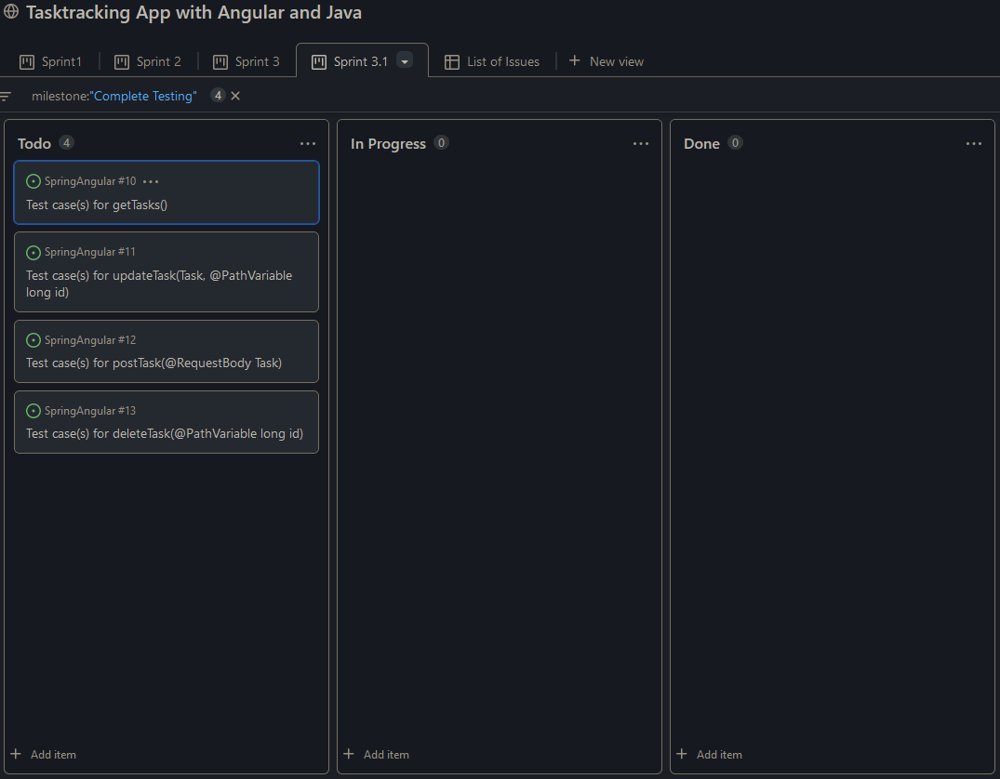 Tasktracking App with Angular and Java
Sprint1
Sprint 2
Sprint 3
Sprint 3.1
List of Issues
New view
milestone:"Complete Testing" 4
Todo 4
SpringAngular #10
Test case(s) for getTasks()
SpringAngular #11
Test case(s) for updateTask(Task, @PathVariable
long id)
SpringAngular #12
Test case(s) for postTask(@RequestBody Task)
SpringAngular #13
Test case(s) for deleteTask(@PathVariable long id)
Add item
In Progress 0
Add item
Done 0
Add item